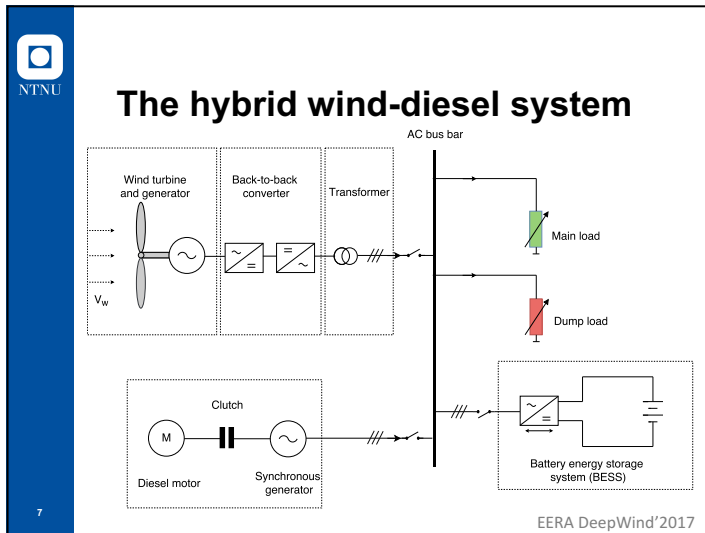 NTNU
The hybrid wind-diesel system
AC bus bar
Wind turbine
and generator
Back-to-back
converter
Transformer
Main load
V_w
Dump load
Clutch
M
Diesel motor
Synchronous
generator
Battery energy storage
system (BESS)
7
EERA DeepWind'2017